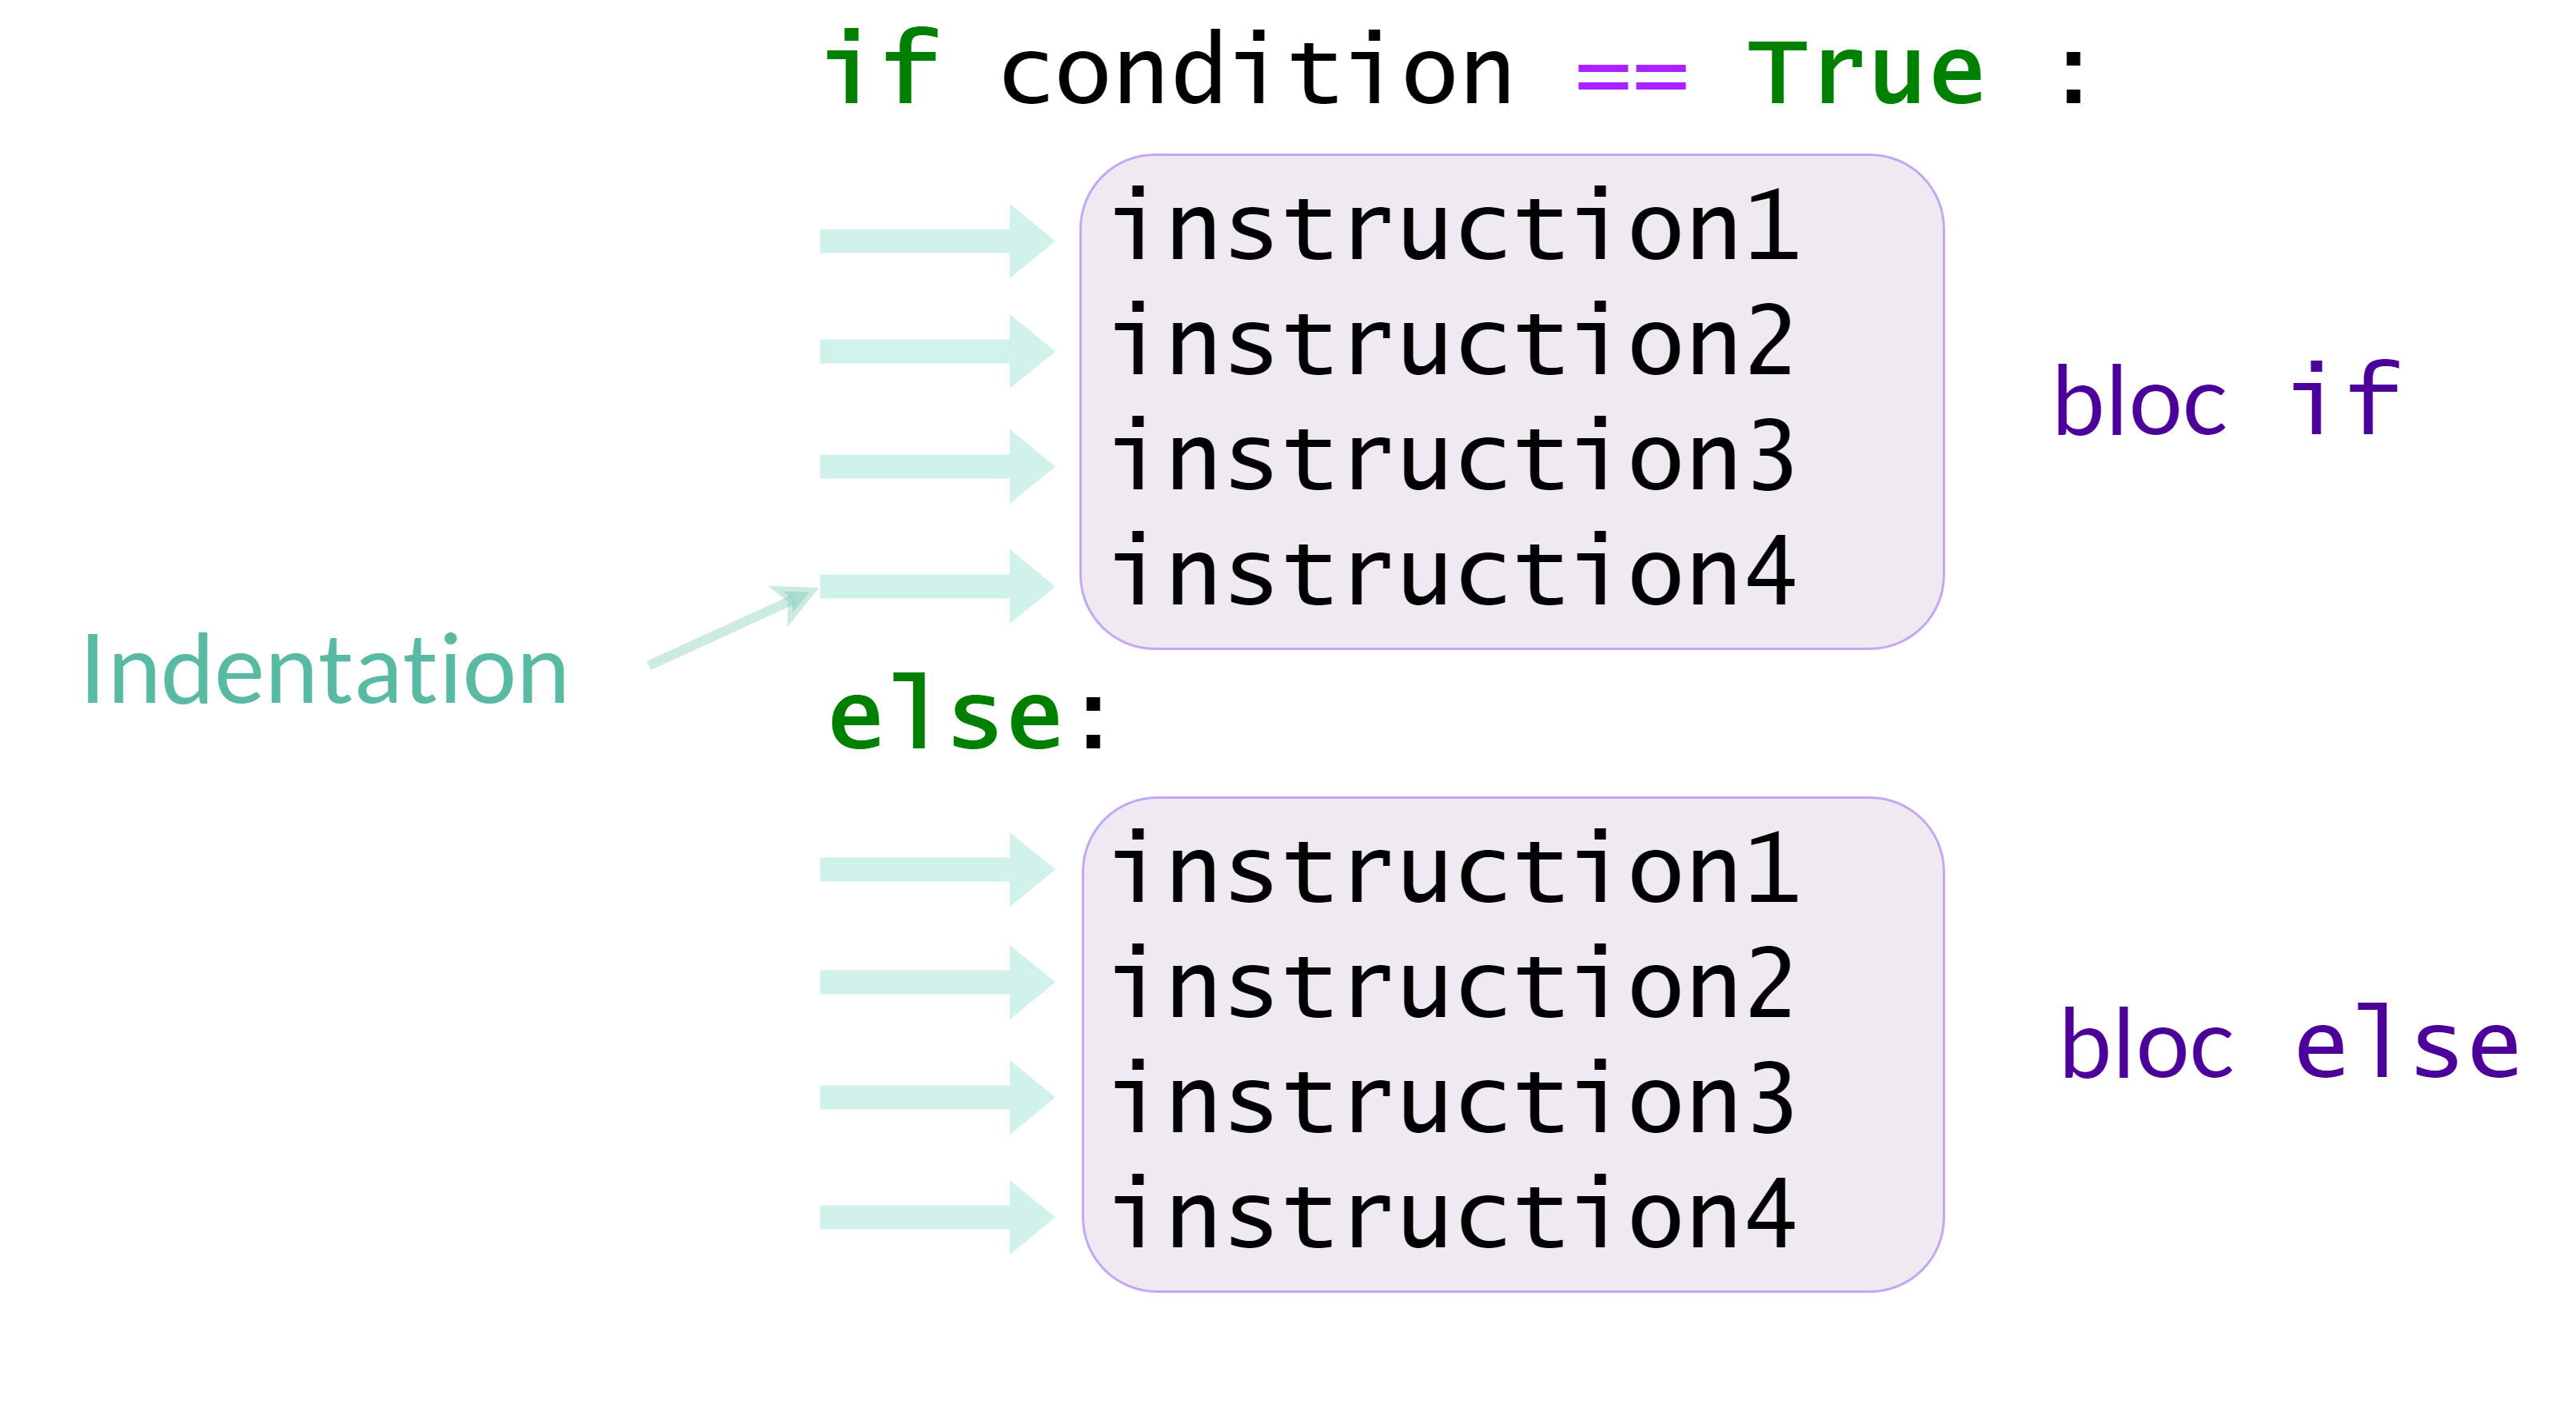 if condition == True :
instruction1
instruction2
instruction3
instruction4
bloc if
Indentation
else:
instruction1
instruction2
instruction3
instruction4
bloc else